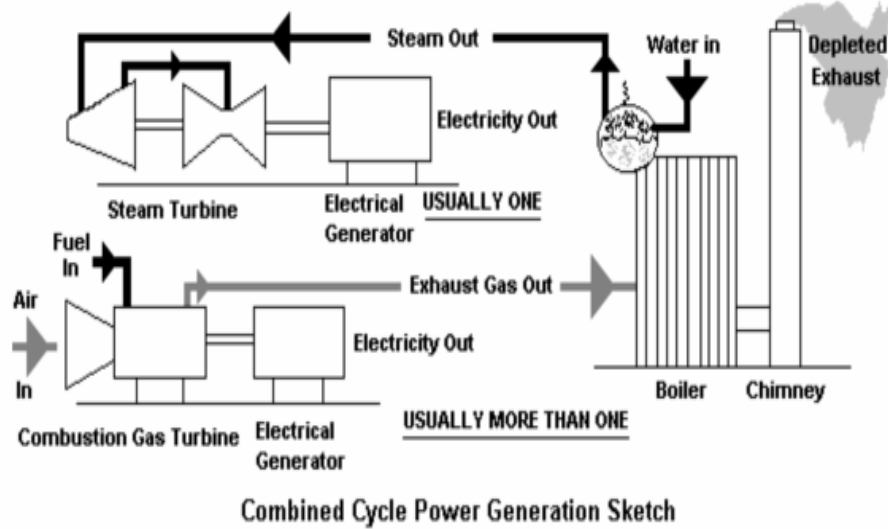 Steam Out
Water in
Depleted
Exhaust
Electricity Out
Steam Turbine
Electrical
Generator
USUALLY ONE
Fuel
In
Air
In
Exhaust Gas Out
Electricity Out
Boiler
Chimney
Combustion Gas Turbine
Electrical
Generator
USUALLY MORE THAN ONE
Combined Cycle Power Generation Sketch